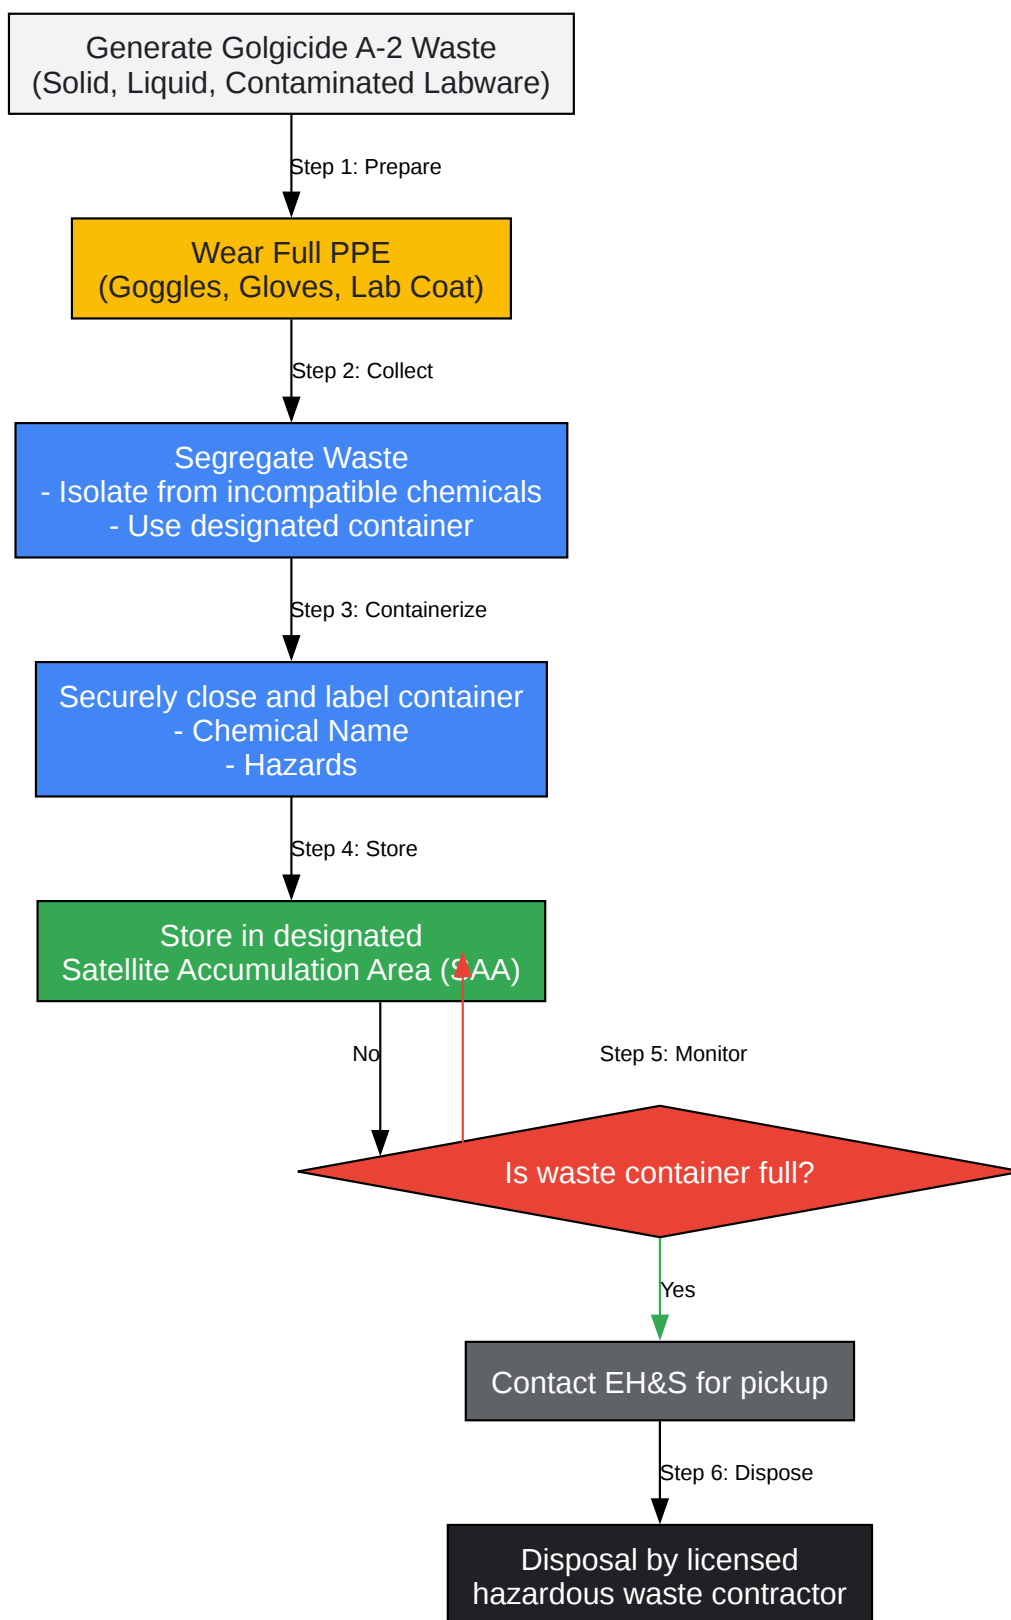 Generate Golgicide A-2 Waste
(Solid, Liquid, Contaminated Labware)
Step 1: Prepare
Wear Full PPE
(Goggles, Gloves, Lab Coat)
Step 2: Collect
Segregate Waste
- Isolate from incompatible chemicals
- Use designated container
Step 3: Containerize
Securely close and label container
- Chemical Name
- Hazards
Step 4: Store
Store in designated
Satellite Accumulation Area (SAA)
No
Step 5: Monitor
Is waste container full?
Yes
Contact EH&S for pickup
Step 6: Dispose
Disposal by licensed
hazardous waste contractor